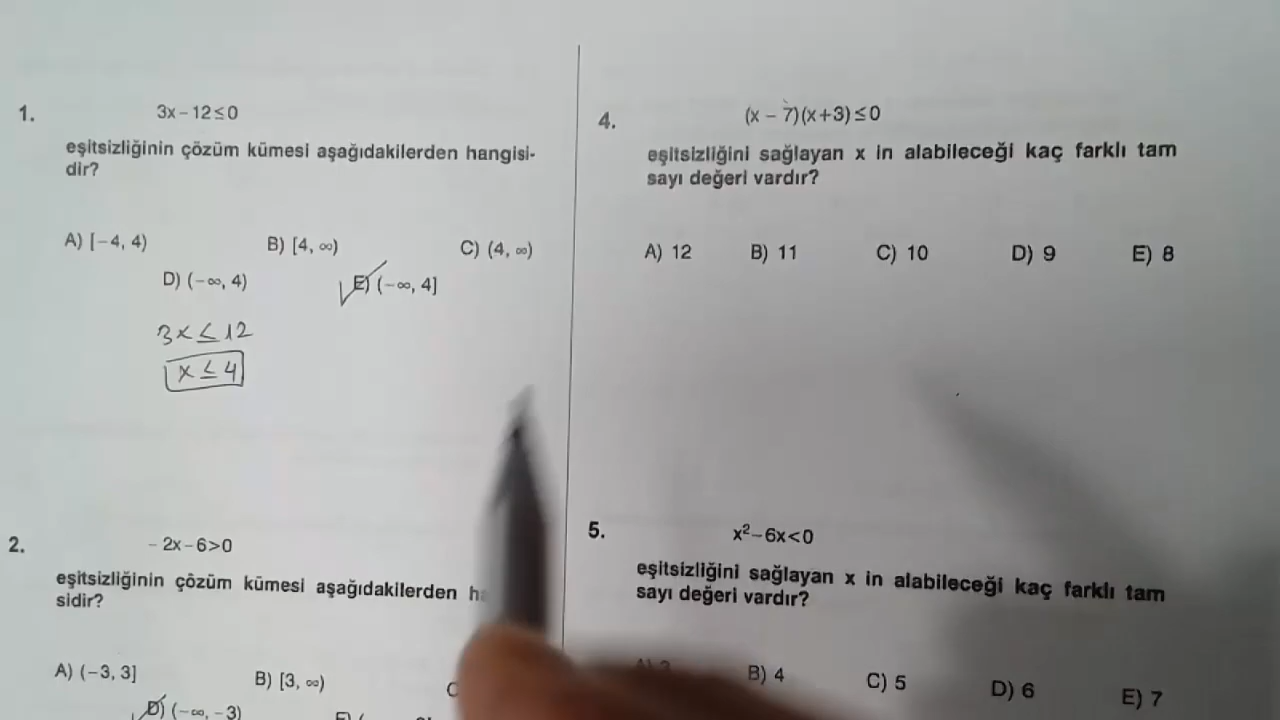 1.
3x – 12 ≤ 0
eşitsizliğinin çözüm kümesi aşağıdakilerden hangisi-
dir?
A) [–4, 4)
B) [4, ∞)
C) (4, ∞)
D) (–∞, 4)
E) (–∞, 4]
3x ≤ 12
x ≤ 4
2.
– 2x – 6 > 0
eşitsizliğinin çözüm kümesi aşağıdakilerden
sidir?
A) (–3, 3]
B) [3, ∞)
C
D) (–∞, –3)
4.
(x – 7)(x+3) ≤ 0
eşitsizliğini sağlayan x in alabileceği kaç farklı tam
sayı değeri vardır?
A) 12
B) 11
C) 10
D) 9
E) 8
5.
x² – 6x < 0
eşitsizliğini sağlayan x in alabileceği kaç farklı tam
sayı değeri vardır?
B) 4
C) 5
D) 6
E) 7